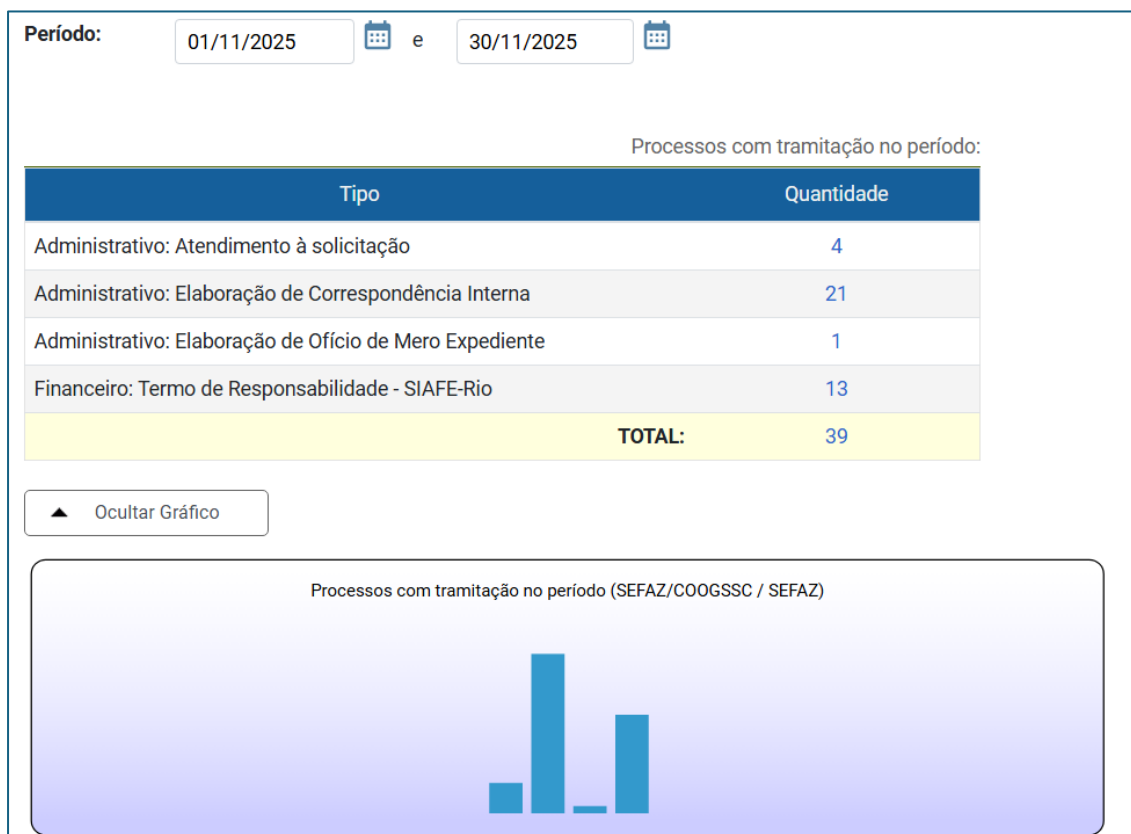 Período: 01/11/2025 e 30/11/2025
Processos com tramitação no período:
Tipo Quantidade
Administrativo: Atendimento à solicitação 4
Administrativo: Elaboração de Correspondência Interna 21
Administrativo: Elaboração de Ofício de Mero Expediente 1
Financeiro: Termo de Responsabilidade - SIAFE-Rio 13
TOTAL: 39
Ocultar Gráfico
Processos com tramitação no período (SEFAZ/COOGSSC / SEFAZ)